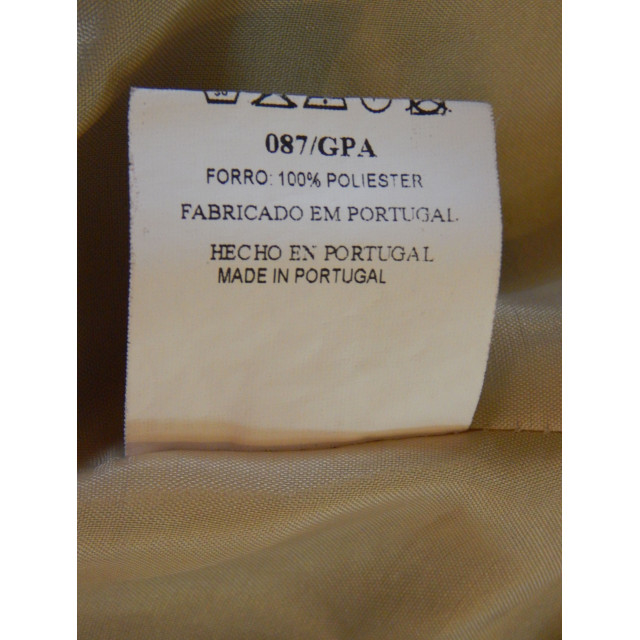 087/GPA
FORRO: 100% POLIESTER
FABRICADO EM PORTUGAL
HECHO EN PORTUGAL
MADE IN PORTUGAL